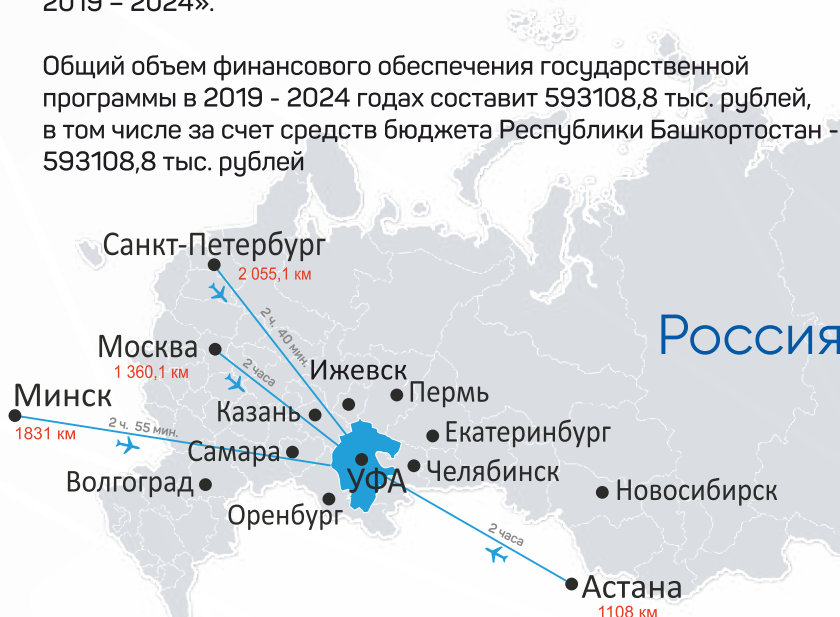 2019 – 2024».
Общий объем финансового обеспечения государственной
программы в 2019 - 2024 годах составит 593108,8 тыс. рублей,
в том числе за счет средств бюджета Республики Башкортостан -
593108,8 тыс. рублей
Санкт-Петербург
2 055,1 км
2 ч. 40 мин.
Россия
Москва
1 360,1 км
2 часа
Ижевск
Пермь
Минск
1831 км
2 ч. 55 мин.
Казань
Екатеринбург
Самара
Челябинск
УФА
Волгоград
Новосибирск
Оренбург
2 часа
Астана
1108 км